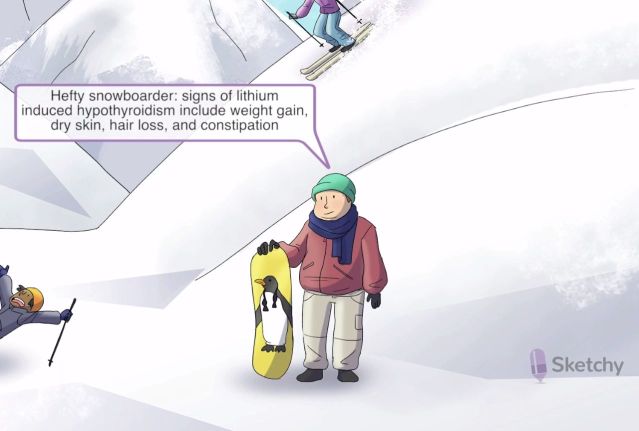 Hefty snowboarder: signs of lithium
induced hypothyroidism include weight gain,
dry skin, hair loss, and constipation
Sketchy